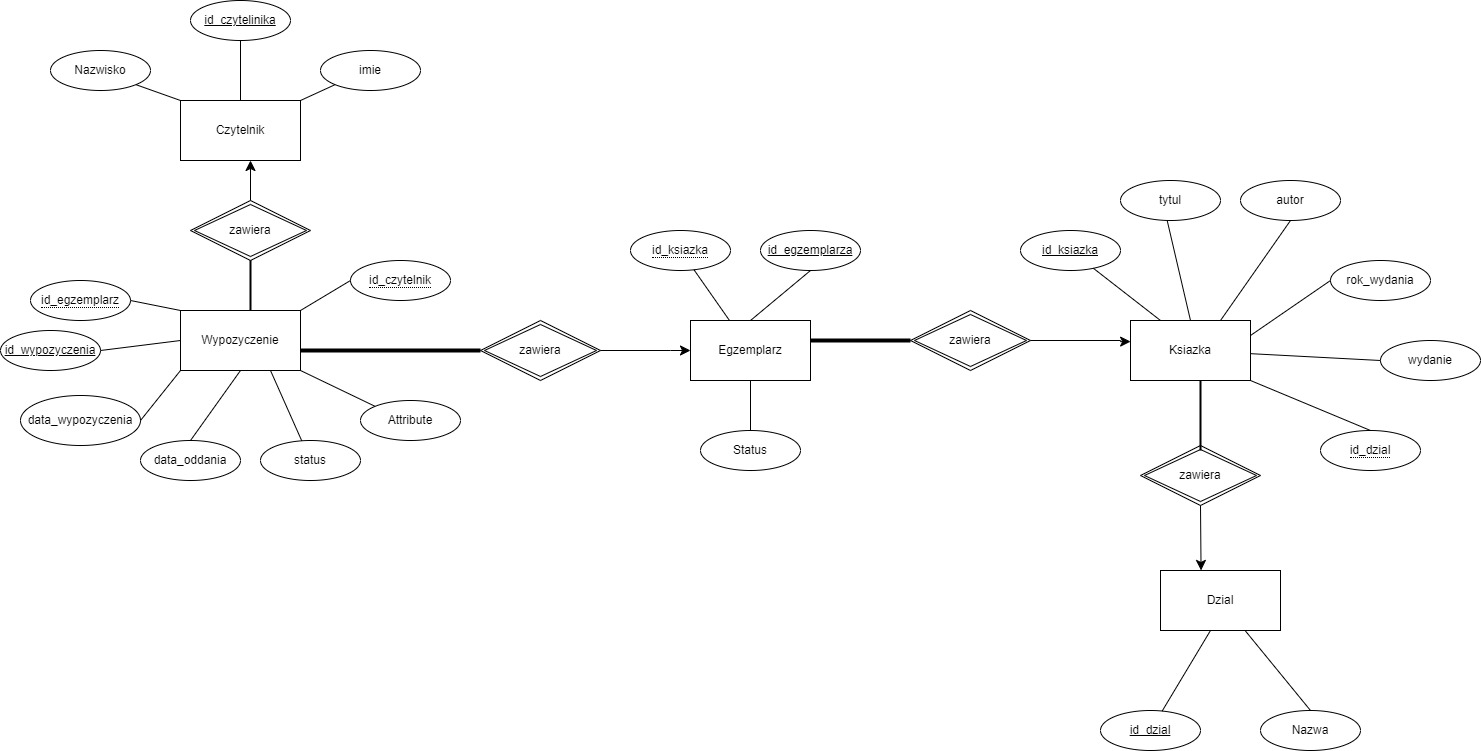 id_czytelinika
Nazwisko
imie
Czytelnik
zawiera
id_egzemplarz
id_czytelnik
id_wypozyczenia
Wypozyczenie
data_wypozyczenia
data_oddania
status
Attribute
zawiera
id_ksiazka
id_egzemplarza
Egzemplarz
Status
zawiera
id_ksiazka
tytul
autor
rok_wydania
wydanie
Ksiazka
id_dzial
zawiera
Dzial
id_dzial
Nazwa